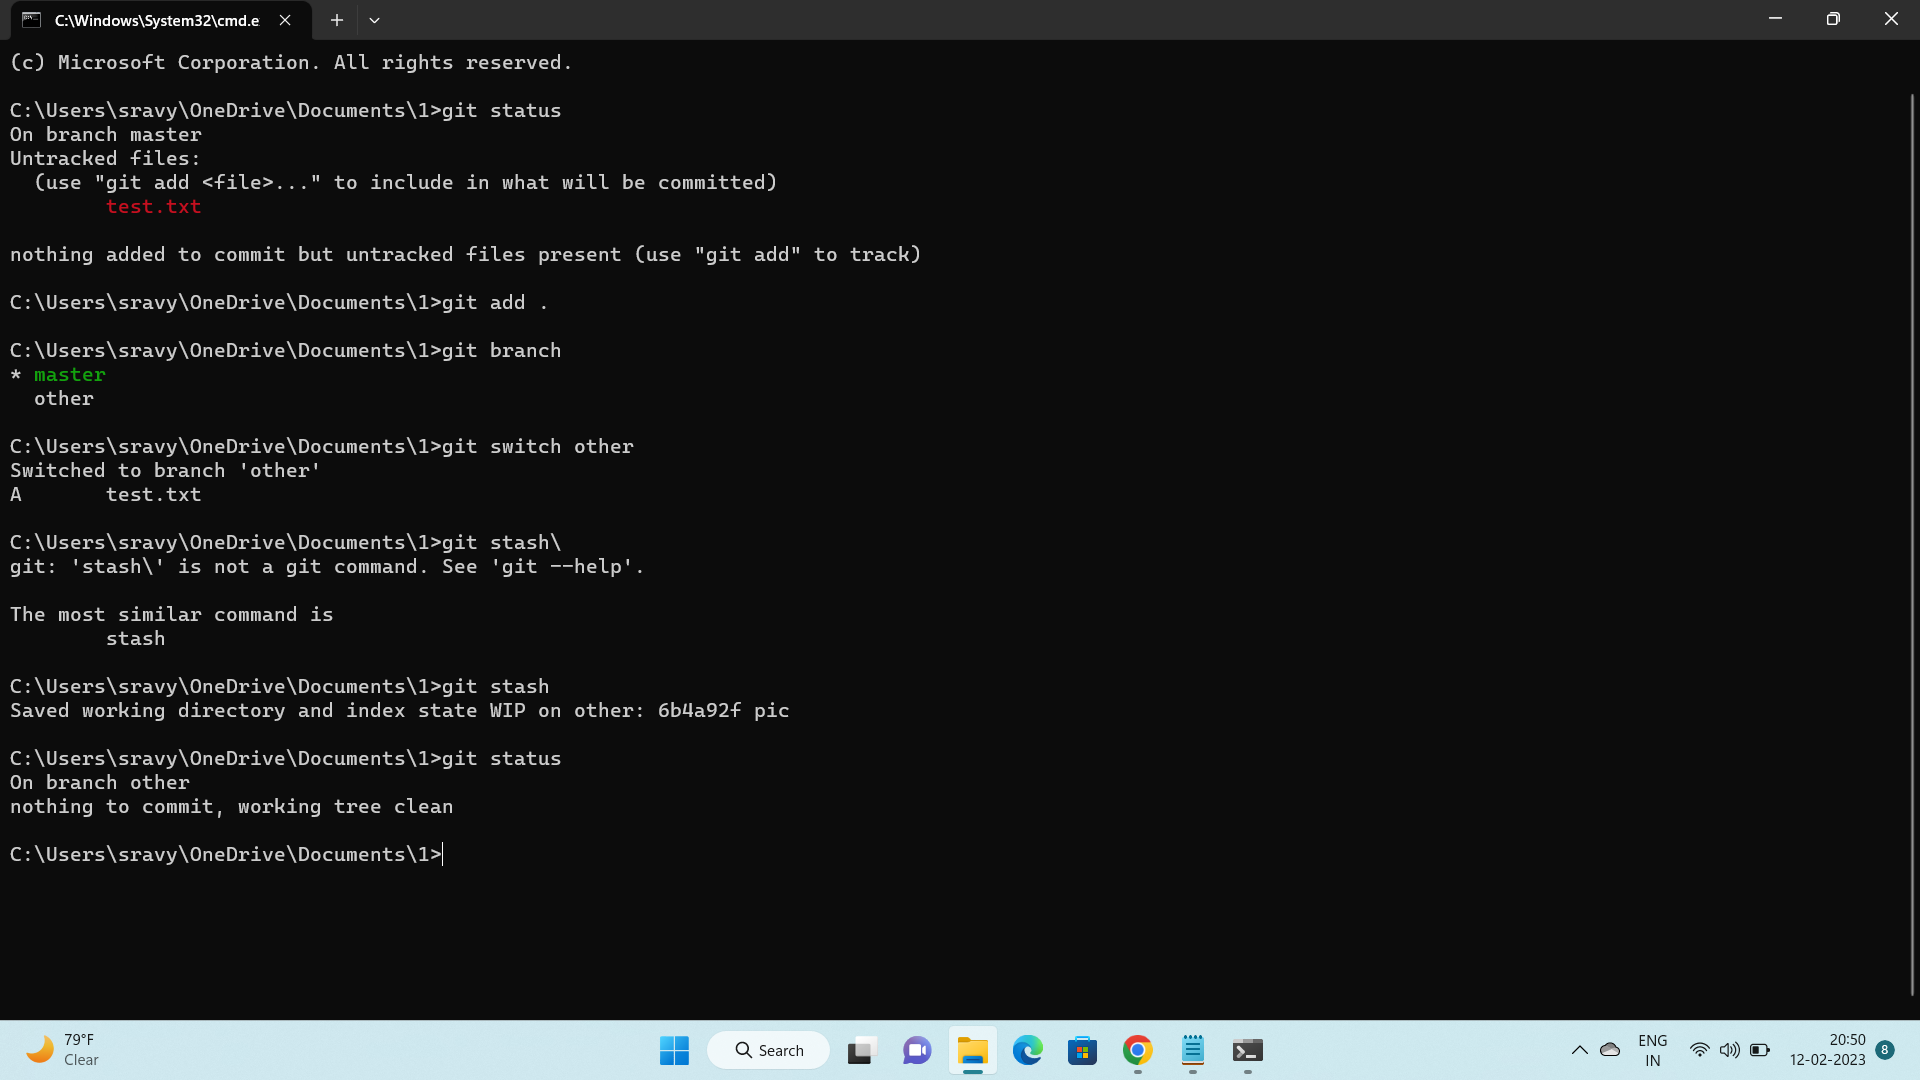 C:\Windows\System32\cmd.e
(c) Microsoft Corporation. All rights reserved.
C:\Users\sravy\OneDrive\Documents\1>git status
On branch master
Untracked files:
  (use "git add <file>..." to include in what will be committed)
        test.txt
nothing added to commit but untracked files present (use "git add" to track)
C:\Users\sravy\OneDrive\Documents\1>git add .
C:\Users\sravy\OneDrive\Documents\1>git branch
* master
  other
C:\Users\sravy\OneDrive\Documents\1>git switch other
Switched to branch 'other'
A       test.txt
C:\Users\sravy\OneDrive\Documents\1>git stash\
git: 'stash\' is not a git command. See 'git --help'.
The most similar command is
        stash
C:\Users\sravy\OneDrive\Documents\1>git stash
Saved working directory and index state WIP on other: 6b4a92f pic
C:\Users\sravy\OneDrive\Documents\1>git status
On branch other
nothing to commit, working tree clean
C:\Users\sravy\OneDrive\Documents\1>
79°F
Clear
Search
ENG
IN
20:50
12-02-2023
8